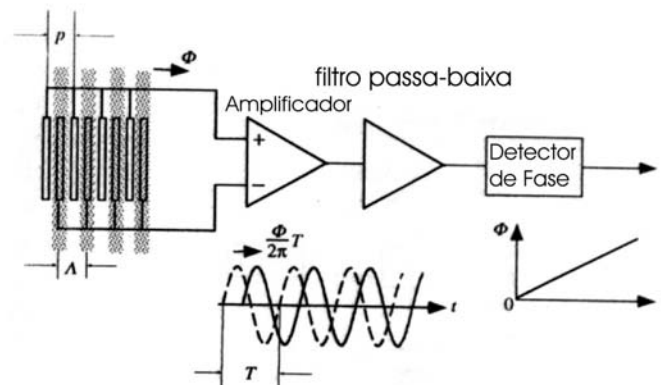 p
Φ
filtro passa-baixa
Amplificador
+
−
Detector
de Fase
Λ
Φ/2π T
t
T
Φ
0